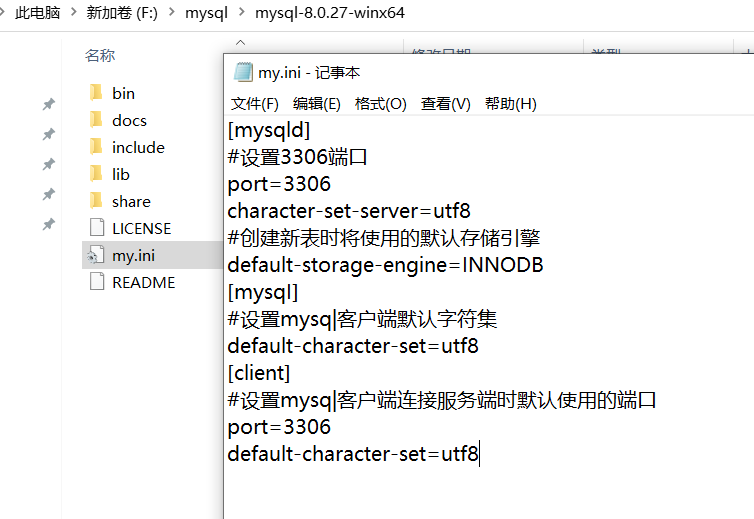 此电脑 > 新加卷 (F:) > mysql > mysql-8.0.27-winx64
名称
bin
docs
include
lib
share
LICENSE
my.ini
README
my.ini - 记事本
文件(F) 编辑(E) 格式(O) 查看(V) 帮助(H)
[mysqld]
#设置3306端口
port=3306
character-set-server=utf8
#创建新表时将使用的默认存储引擎
default-storage-engine=INNODB
[mysql]
#设置mysq|客户端默认字符集
default-character-set=utf8
[client]
#设置mysq|客户端连接服务端时默认使用的端口
port=3306
default-character-set=utf8